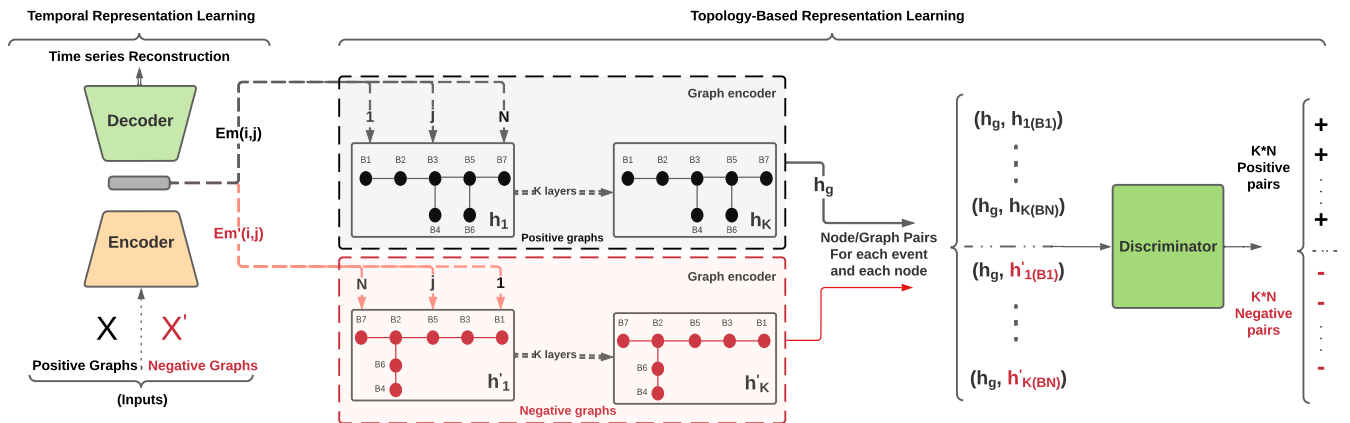 Temporal Representation Learning
Topology-Based Representation Learning
Time series Reconstruction
Decoder
Em(i,j)
Em'(i,j)
Encoder
X
X'
Positive Graphs
Negative Graphs
(Inputs)
Graph encoder
1
j
N
B1 B2 B3 B5 B7
B4 B6
h1
K layers
B1 B2 B3 B5 B7
B4 B6
hK
Positive graphs
Graph encoder
N
j
1
B7 B2 B5 B3 B1
B6
B4
h'1
K layers
B7 B2 B5 B3 B1
B6
B4
h'K
Negative graphs
hg
Node/Graph Pairs
For each event
and each node
(hg, h1(B1))
(hg, hK(BN))
(hg, h'1(B1))
(hg, h'K(BN))
Discriminator
K*N
Positive
pairs
K*N
Negative
pairs
+
+
+
-
-
-